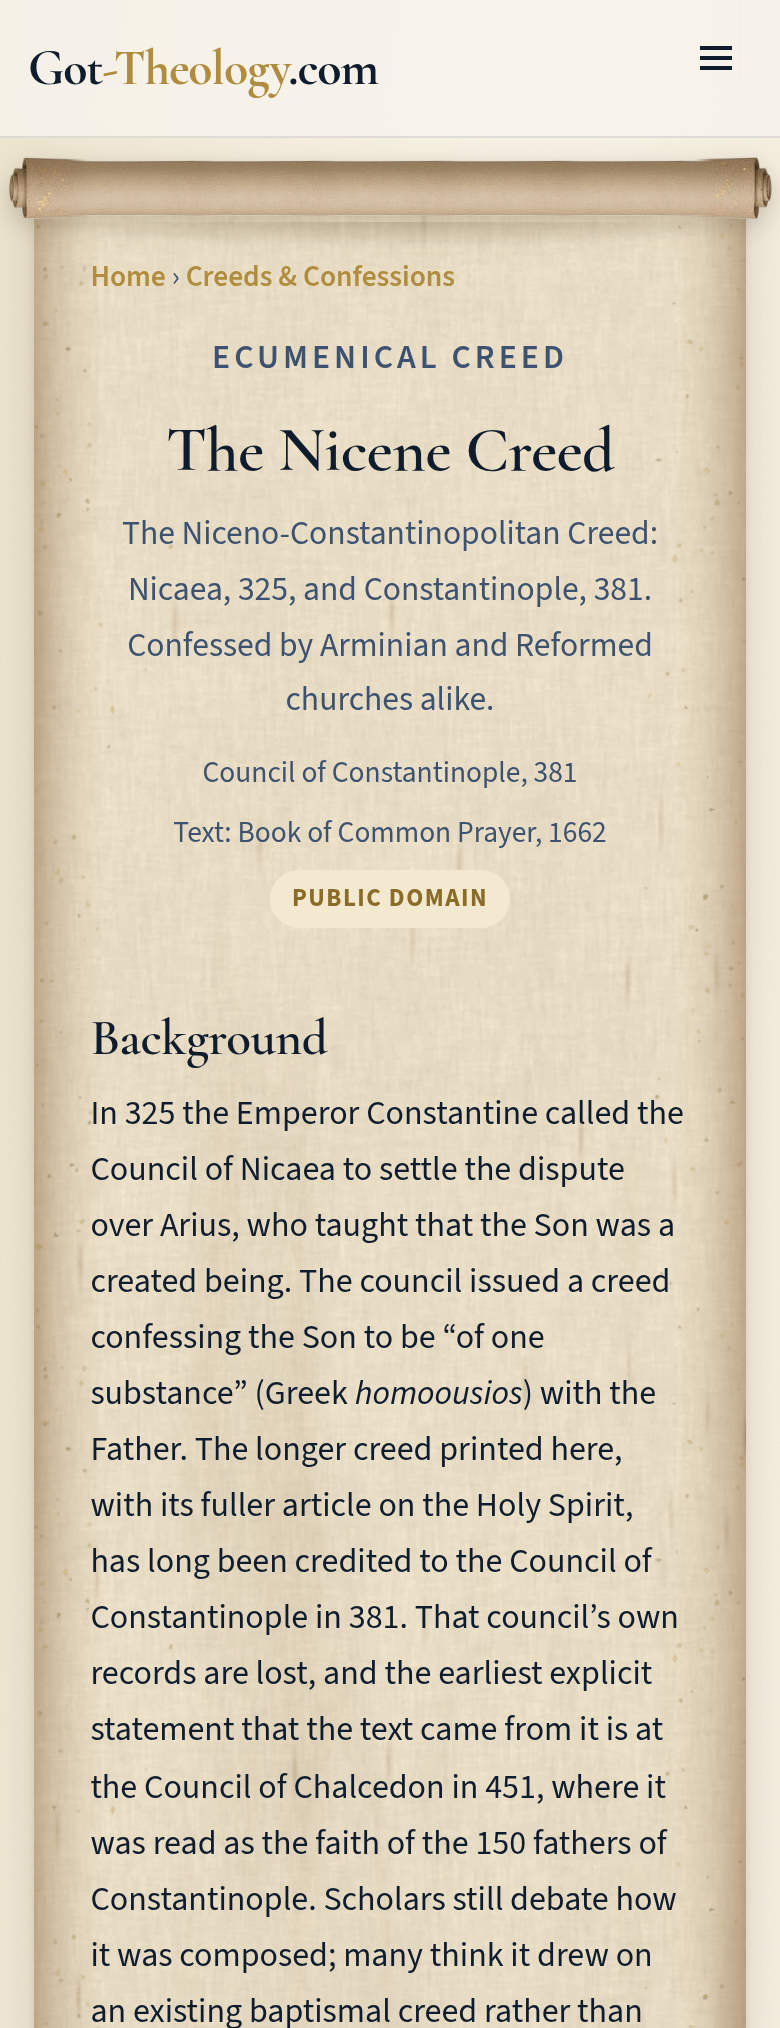 Got-Theology.com
Home › Creeds & Confessions
ECUMENICAL CREED
The Nicene Creed
The Niceno-Constantinopolitan Creed:
Nicaea, 325, and Constantinople, 381.
Confessed by Arminian and Reformed
churches alike.
Council of Constantinople, 381
Text: Book of Common Prayer, 1662
PUBLIC DOMAIN
Background
In 325 the Emperor Constantine called the
Council of Nicaea to settle the dispute
over Arius, who taught that the Son was a
created being. The council issued a creed
confessing the Son to be “of one
substance” (Greek homoousios) with the
Father. The longer creed printed here,
with its fuller article on the Holy Spirit,
has long been credited to the Council of
Constantinople in 381. That council’s own
records are lost, and the earliest explicit
statement that the text came from it is at
the Council of Chalcedon in 451, where it
was read as the faith of the 150 fathers of
Constantinople. Scholars still debate how
it was composed; many think it drew on
an existing baptismal creed rather than